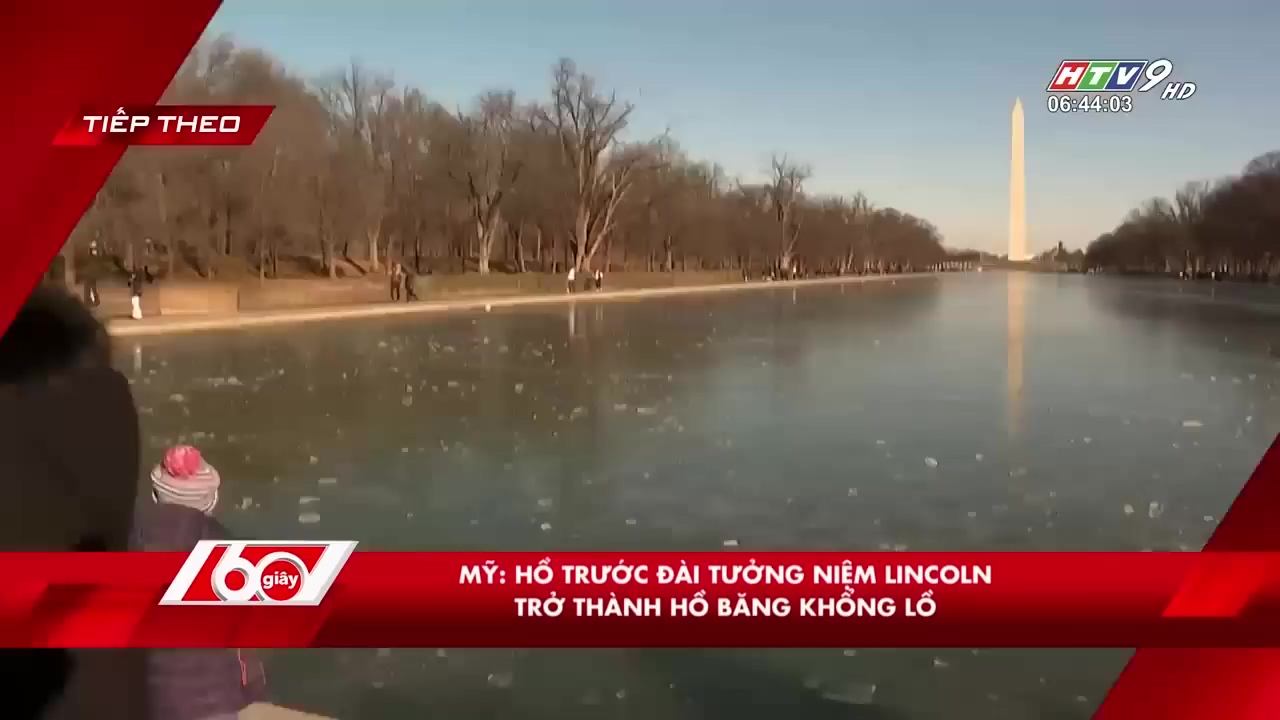 HTV9 HD
06:44:03
TIẾP THEO
60 giây
MỸ: HỒ TRƯỚC ĐÀI TƯỞNG NIỆM LINCOLN
TRỞ THÀNH HỒ BĂNG KHỔNG LỒ